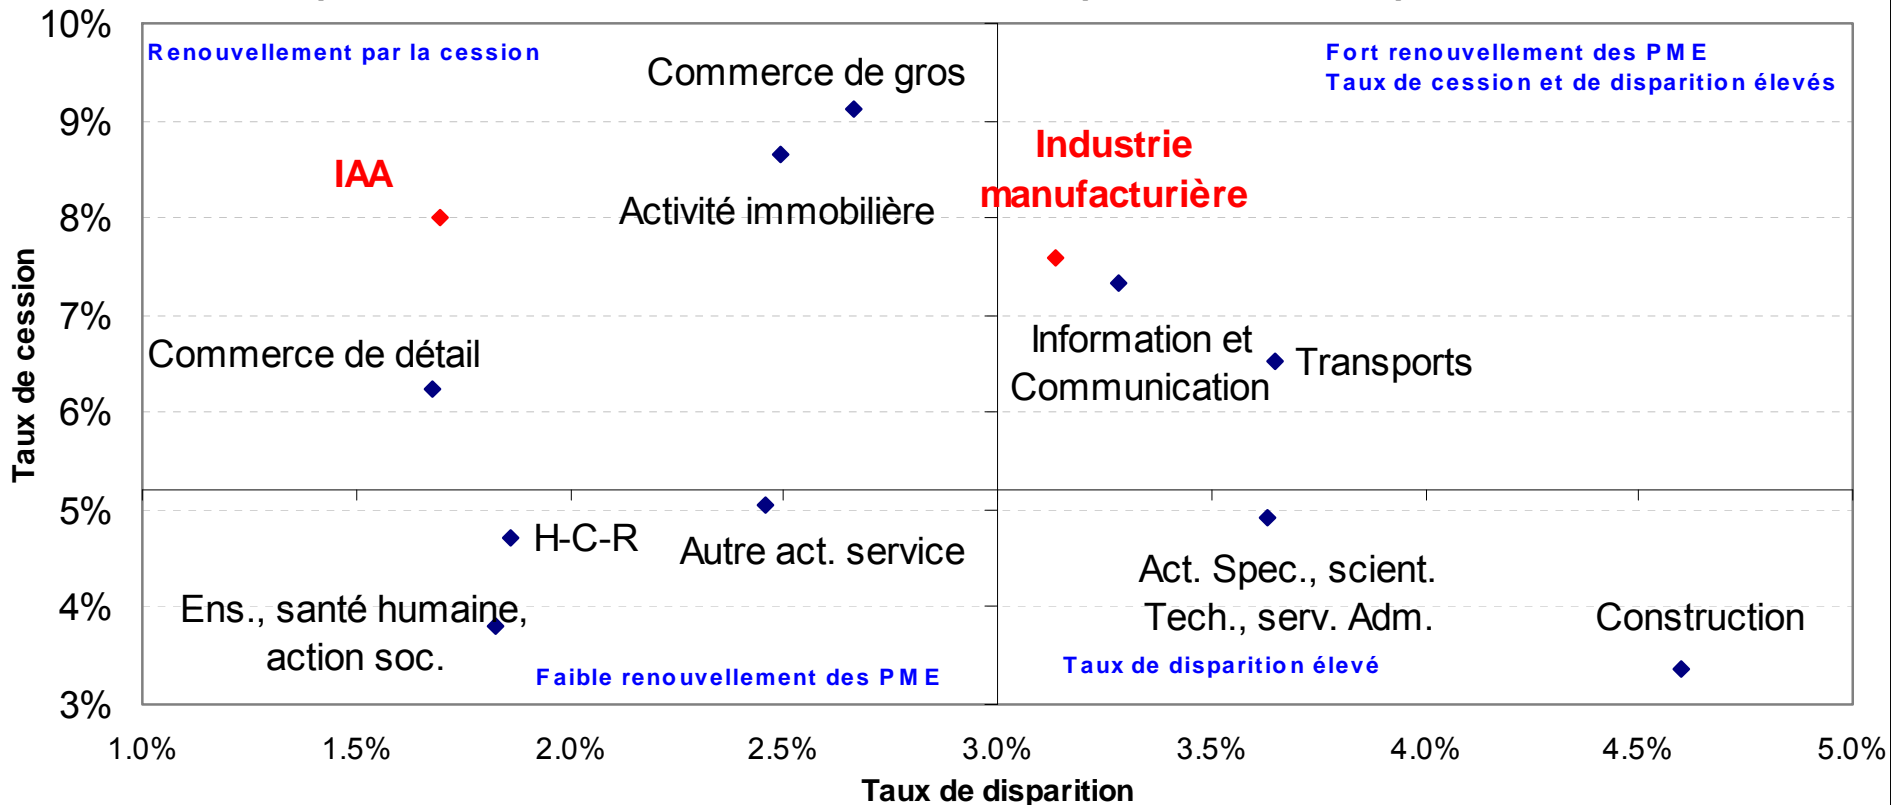 10%
Renouvellement par la cession
Fort renouvellement des PME
Taux de cession et de disparition élevés
Commerce de gros
9%
Industrie
manufacturière
IAA
Activité immobilière
8%
7%
Information et
Communication
Transports
Commerce de détail
6%
5%
H-C-R
Autre act. service
Act. Spec., scient.
Tech., serv. Adm.
4%
Ens., santé humaine,
action soc.
Construction
Faible renouvellement des PME
Taux de disparition élevé
3%
Taux de cession
1.0%
1.5%
2.0%
2.5%
3.0%
3.5%
4.0%
4.5%
5.0%
Taux de disparition